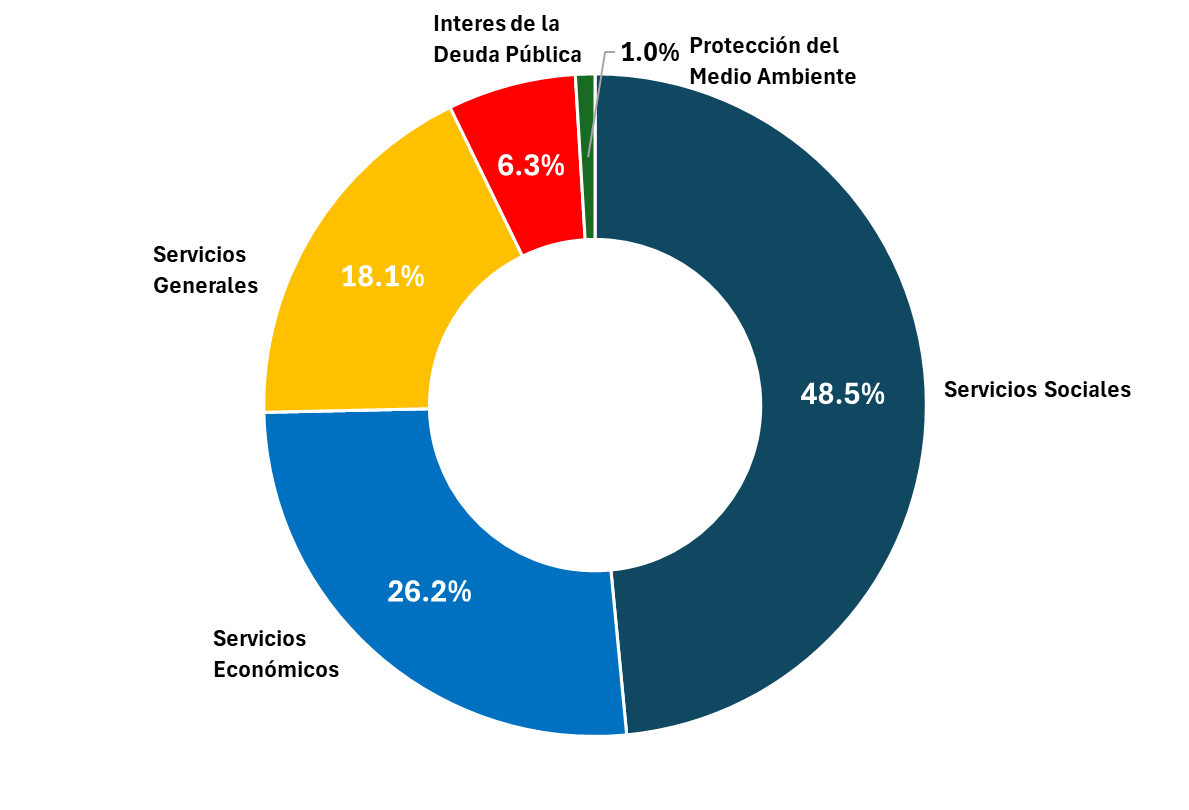 Interes de la
Deuda Pública
1.0%
Protección del
Medio Ambiente
6.3%
Servicios
Generales
18.1%
48.5%
Servicios Sociales
26.2%
Servicios
Económicos